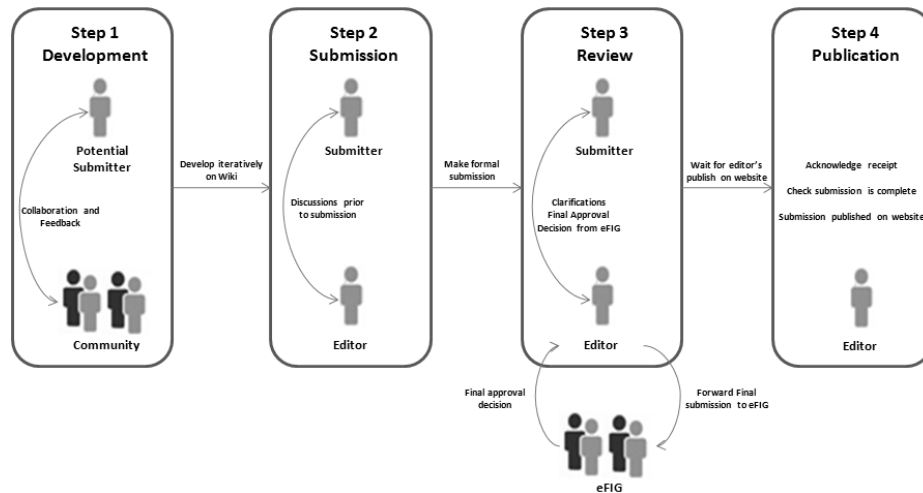 Step 1
Development
Potential
Submitter
Collaboration and
Feedback
Community
Develop iteratively
on Wiki
Step 2
Submission
Submitter
Discussions prior
to submission
Editor
Make formal
submission
Step 3
Review
Submitter
Clarifications
Final Approval
Decision from eFIG
Editor
Final approval
decision
Forward Final
submission to eFIG
eFIG
Wait for editor's
publish on website
Step 4
Publication
Acknowledge receipt
Check submission is complete
Submission published on website
Editor